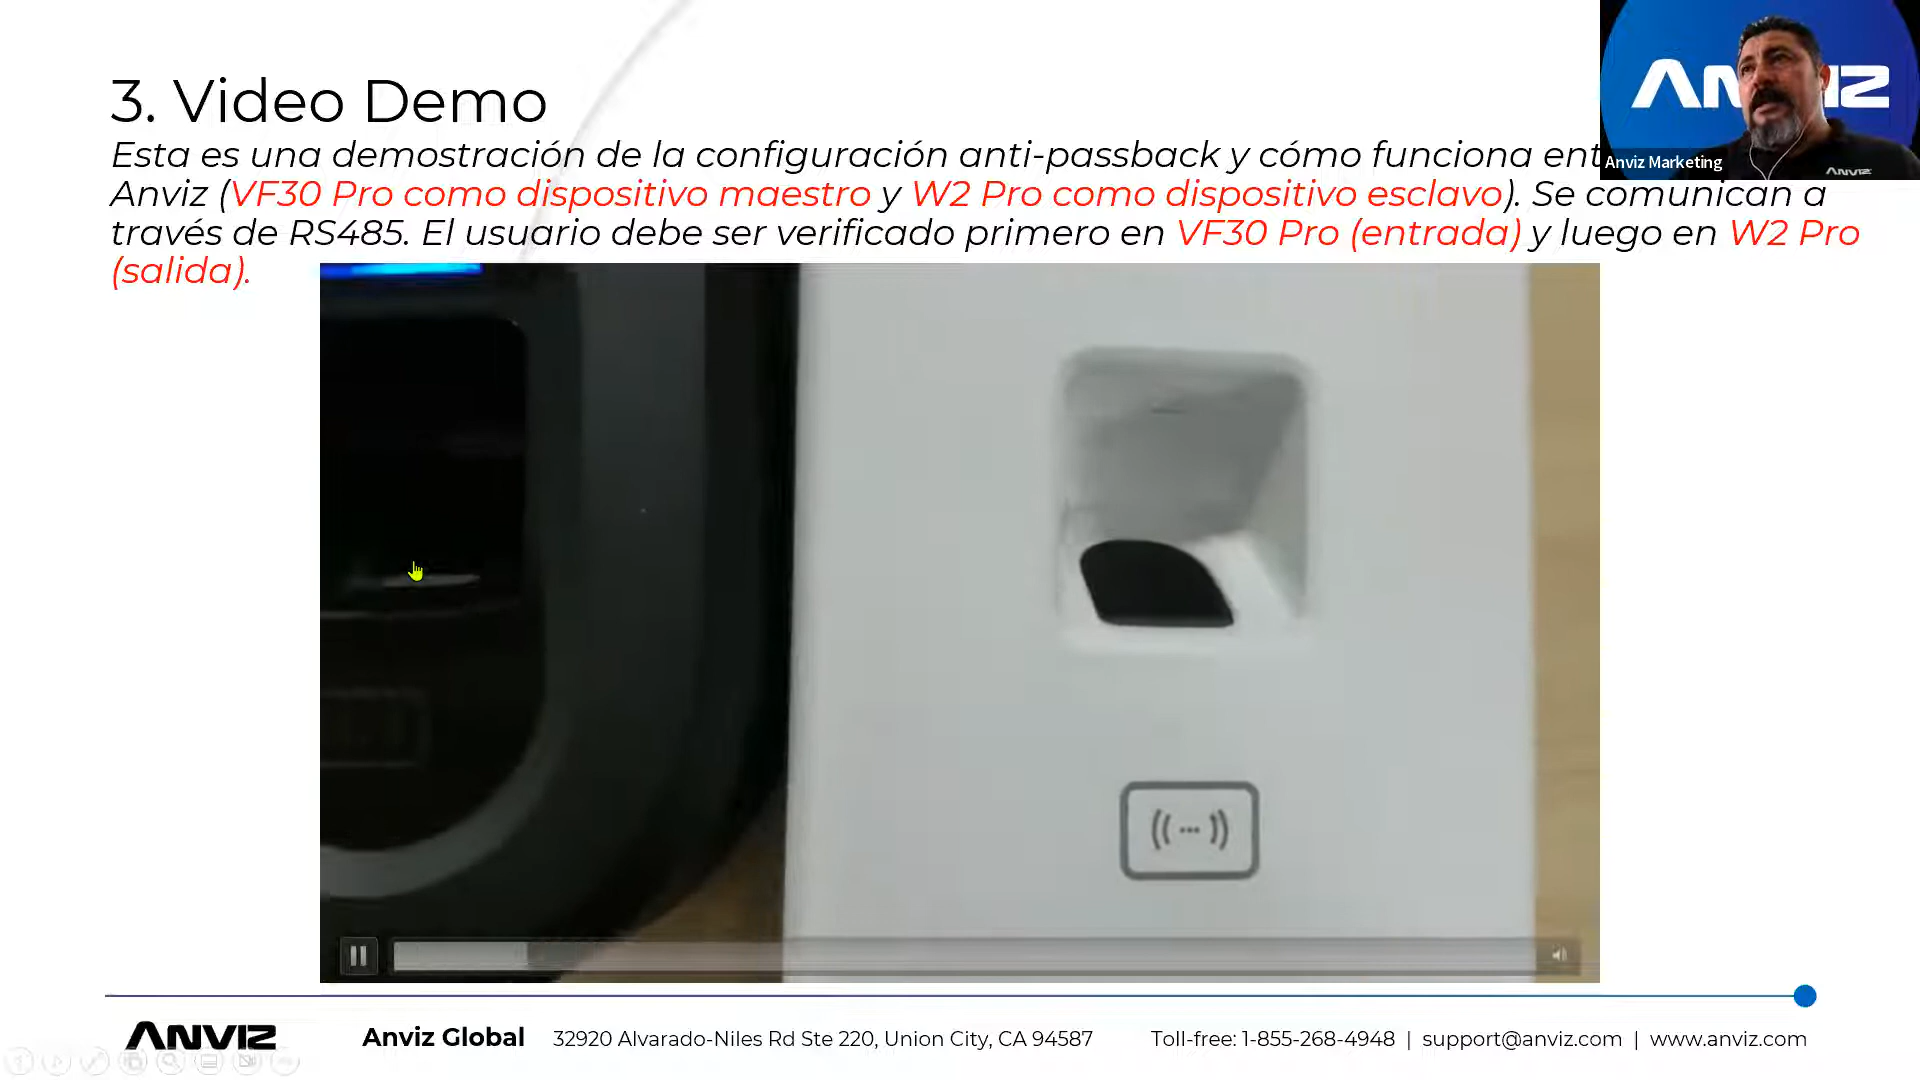 3. Video Demo
Esta es una demostración de la configuración anti-passback y cómo funciona ent
Anviz (VF30 Pro como dispositivo maestro y W2 Pro como dispositivo esclavo). Se comunican a
través de RS485. El usuario debe ser verificado primero en VF30 Pro (entrada) y luego en W2 Pro
(salida).
ANVIZ
Anviz Marketing
ANVIZ
ANVIZ
Anviz Global 32920 Alvarado-Niles Rd Ste 220, Union City, CA 94587 Toll-free: 1-855-268-4948 | support@anviz.com | www.anviz.com